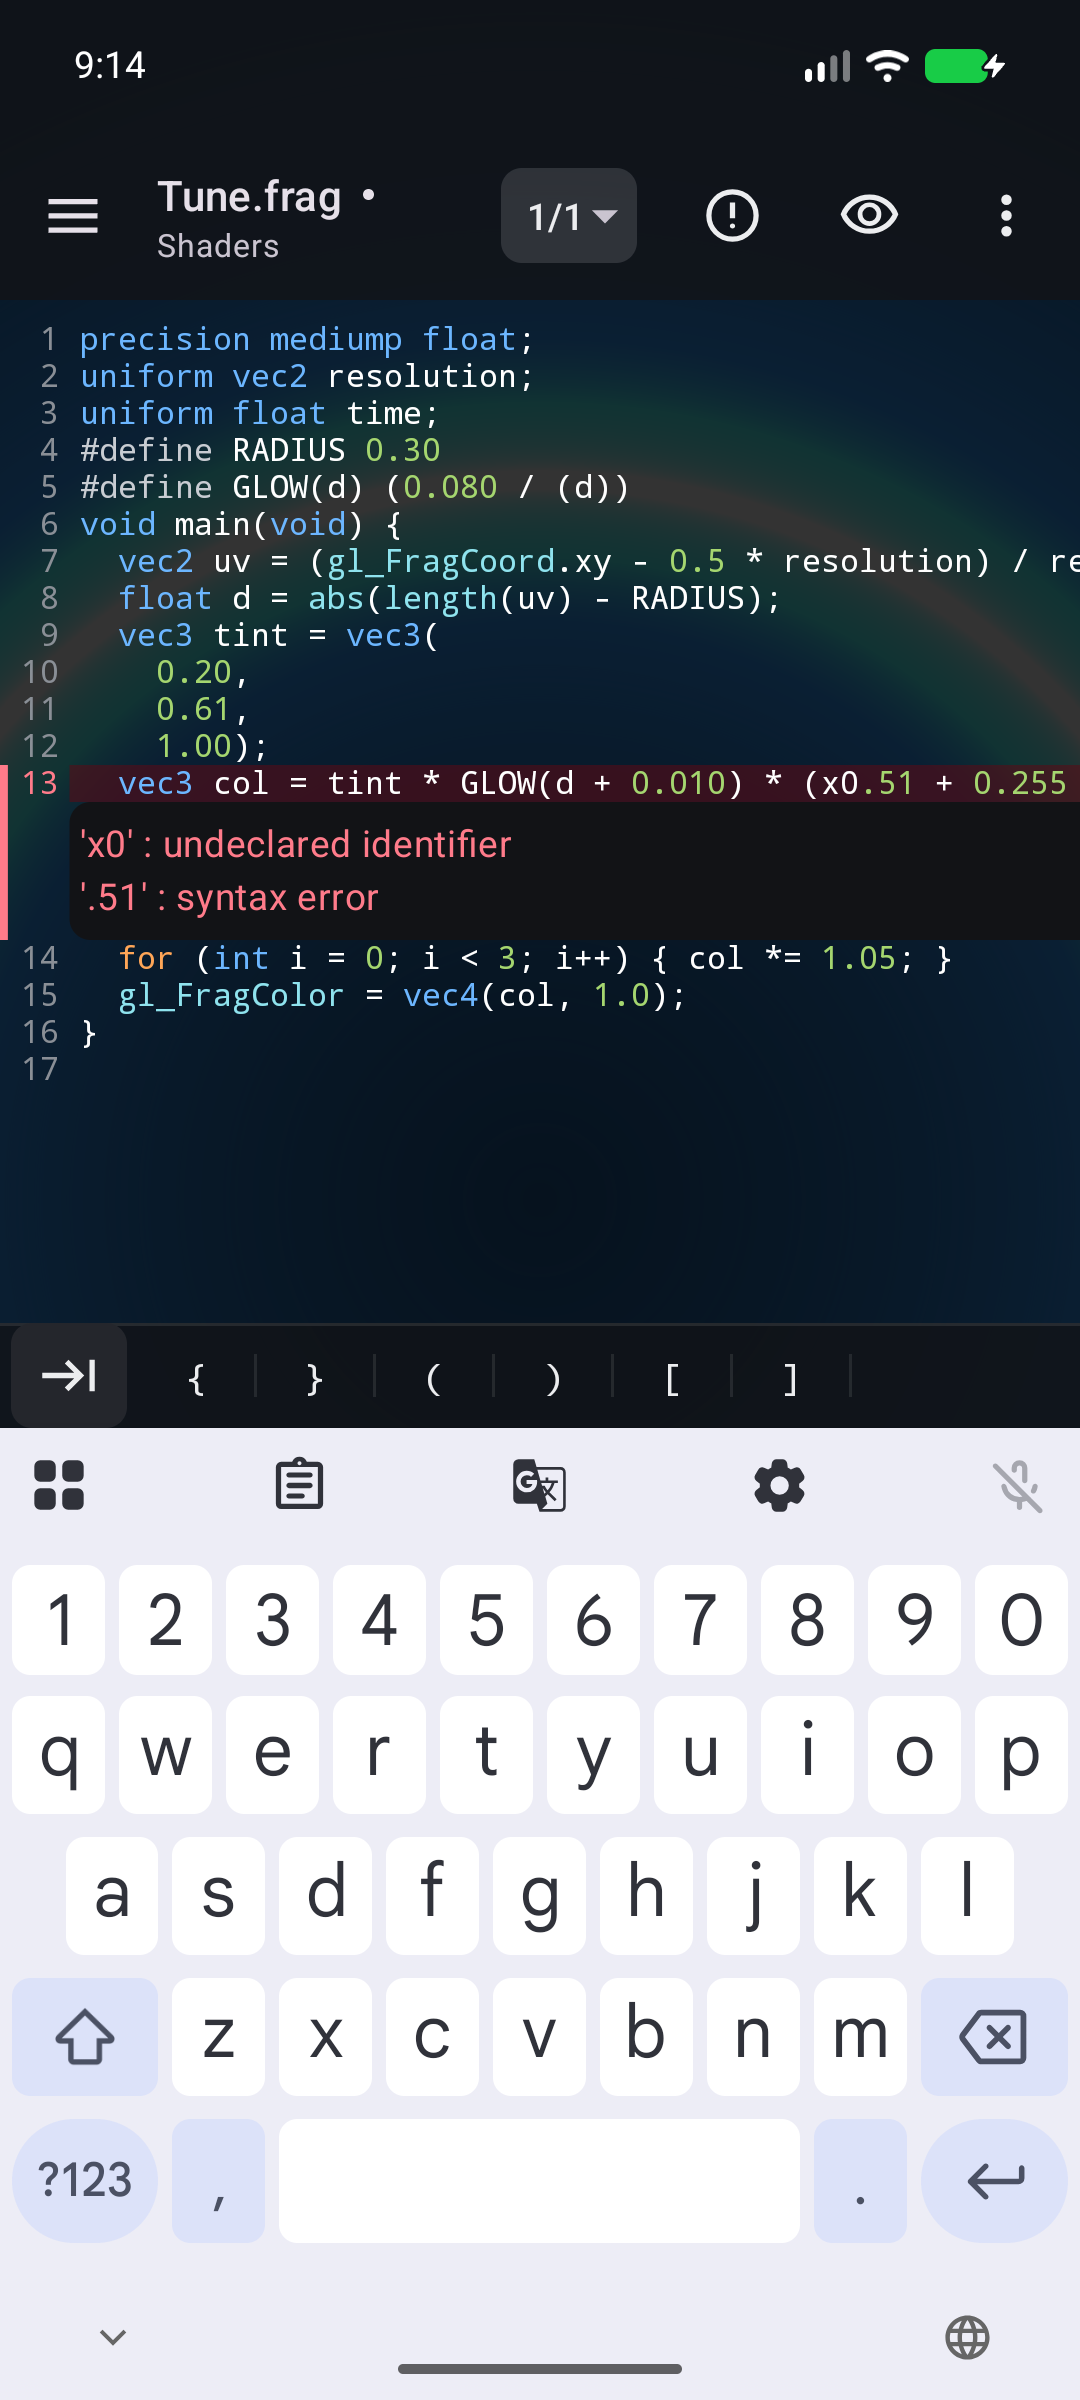 9:14
Tune.frag •
Shaders
1/1
1 precision mediump float;
2 uniform vec2 resolution;
3 uniform float time;
4 #define RADIUS 0.30
5 #define GLOW(d) (0.080 / (d))
6 void main(void) {
7 vec2 uv = (gl_FragCoord.xy - 0.5 * resolution) / re
8 float d = abs(length(uv) - RADIUS);
9 vec3 tint = vec3(
10 0.20,
11 0.61,
12 1.00);
13 vec3 col = tint * GLOW(d + 0.010) * (x0.51 + 0.255
'x0' : undeclared identifier
'.51' : syntax error
14 for (int i = 0; i < 3; i++) { col *= 1.05; }
15 gl_FragColor = vec4(col, 1.0);
16 }
17
{ } ( ) [ ]
1 2 3 4 5 6 7 8 9 0
q w e r t y u i o p
a s d f g h j k l
z x c v b n m
?123 , .